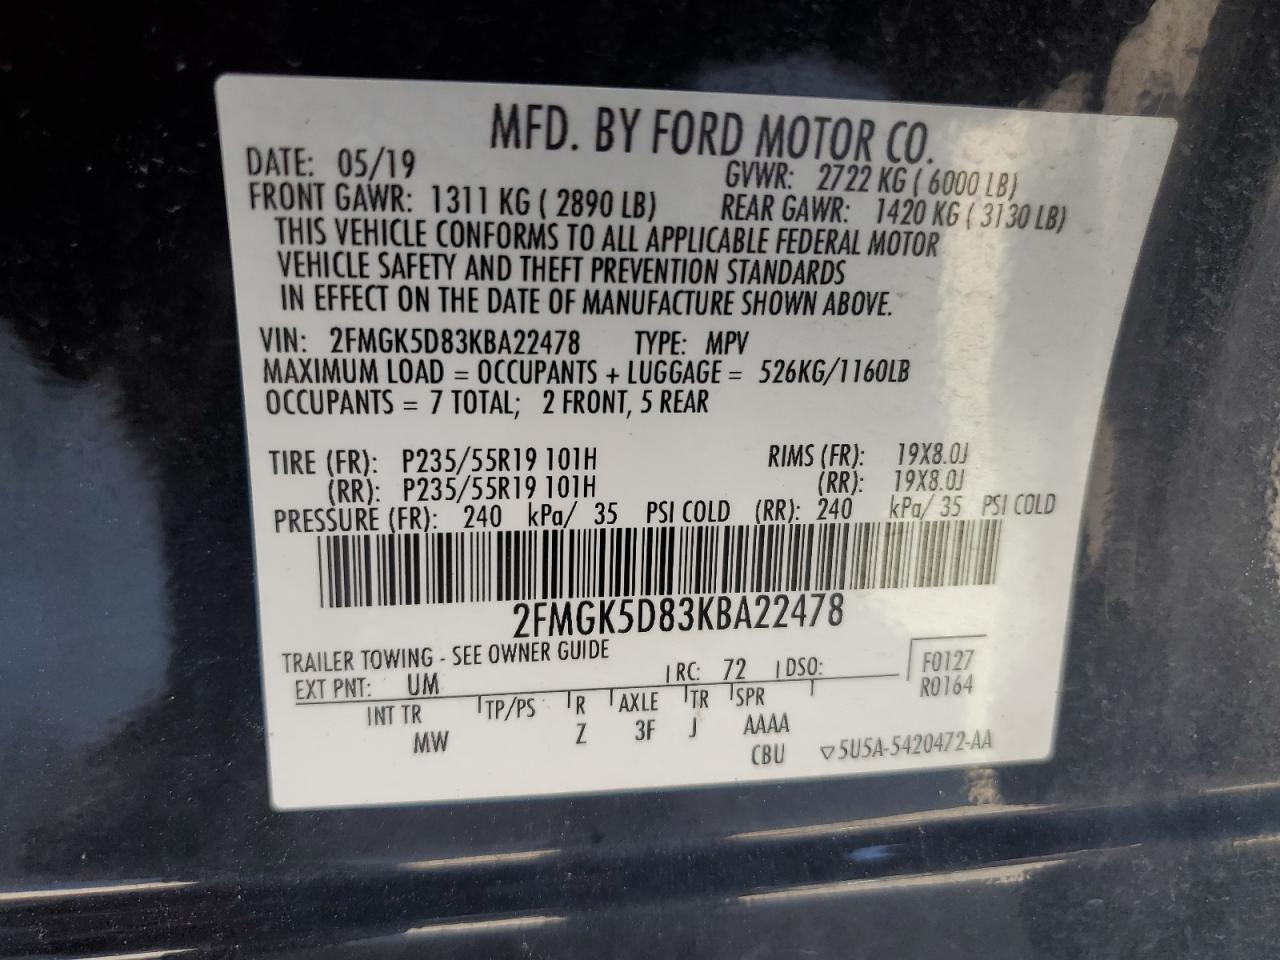 MFD. BY FORD MOTOR CO.
DATE: 05/19 GVWR: 2722 KG ( 6000 LB)
FRONT GAWR: 1311 KG ( 2890 LB) REAR GAWR: 1420 KG ( 3130 LB)
THIS VEHICLE CONFORMS TO ALL APPLICABLE FEDERAL MOTOR
VEHICLE SAFETY AND THEFT PREVENTION STANDARDS
IN EFFECT ON THE DATE OF MANUFACTURE SHOWN ABOVE.
VIN: 2FMGK5D83KBA22478 TYPE: MPV
MAXIMUM LOAD = OCCUPANTS + LUGGAGE = 526KG/1160LB
OCCUPANTS = 7 TOTAL; 2 FRONT, 5 REAR
TIRE (FR): P235/55R19 101H RIMS (FR): 19X8.0J
(RR): P235/55R19 101H (RR): 19X8.0J
PRESSURE (FR): 240 kPa/ 35 PSI COLD (RR): 240 kPa/ 35 PSI COLD
2FMGK5D83KBA22478
TRAILER TOWING - SEE OWNER GUIDE
EXT PNT: UM RC: 72 DSO: F0127
R0164
INT TR TP/PS R AXLE TR SPR
MW Z 3F J AAAA
CBU ▽5U5A-5420472-AA